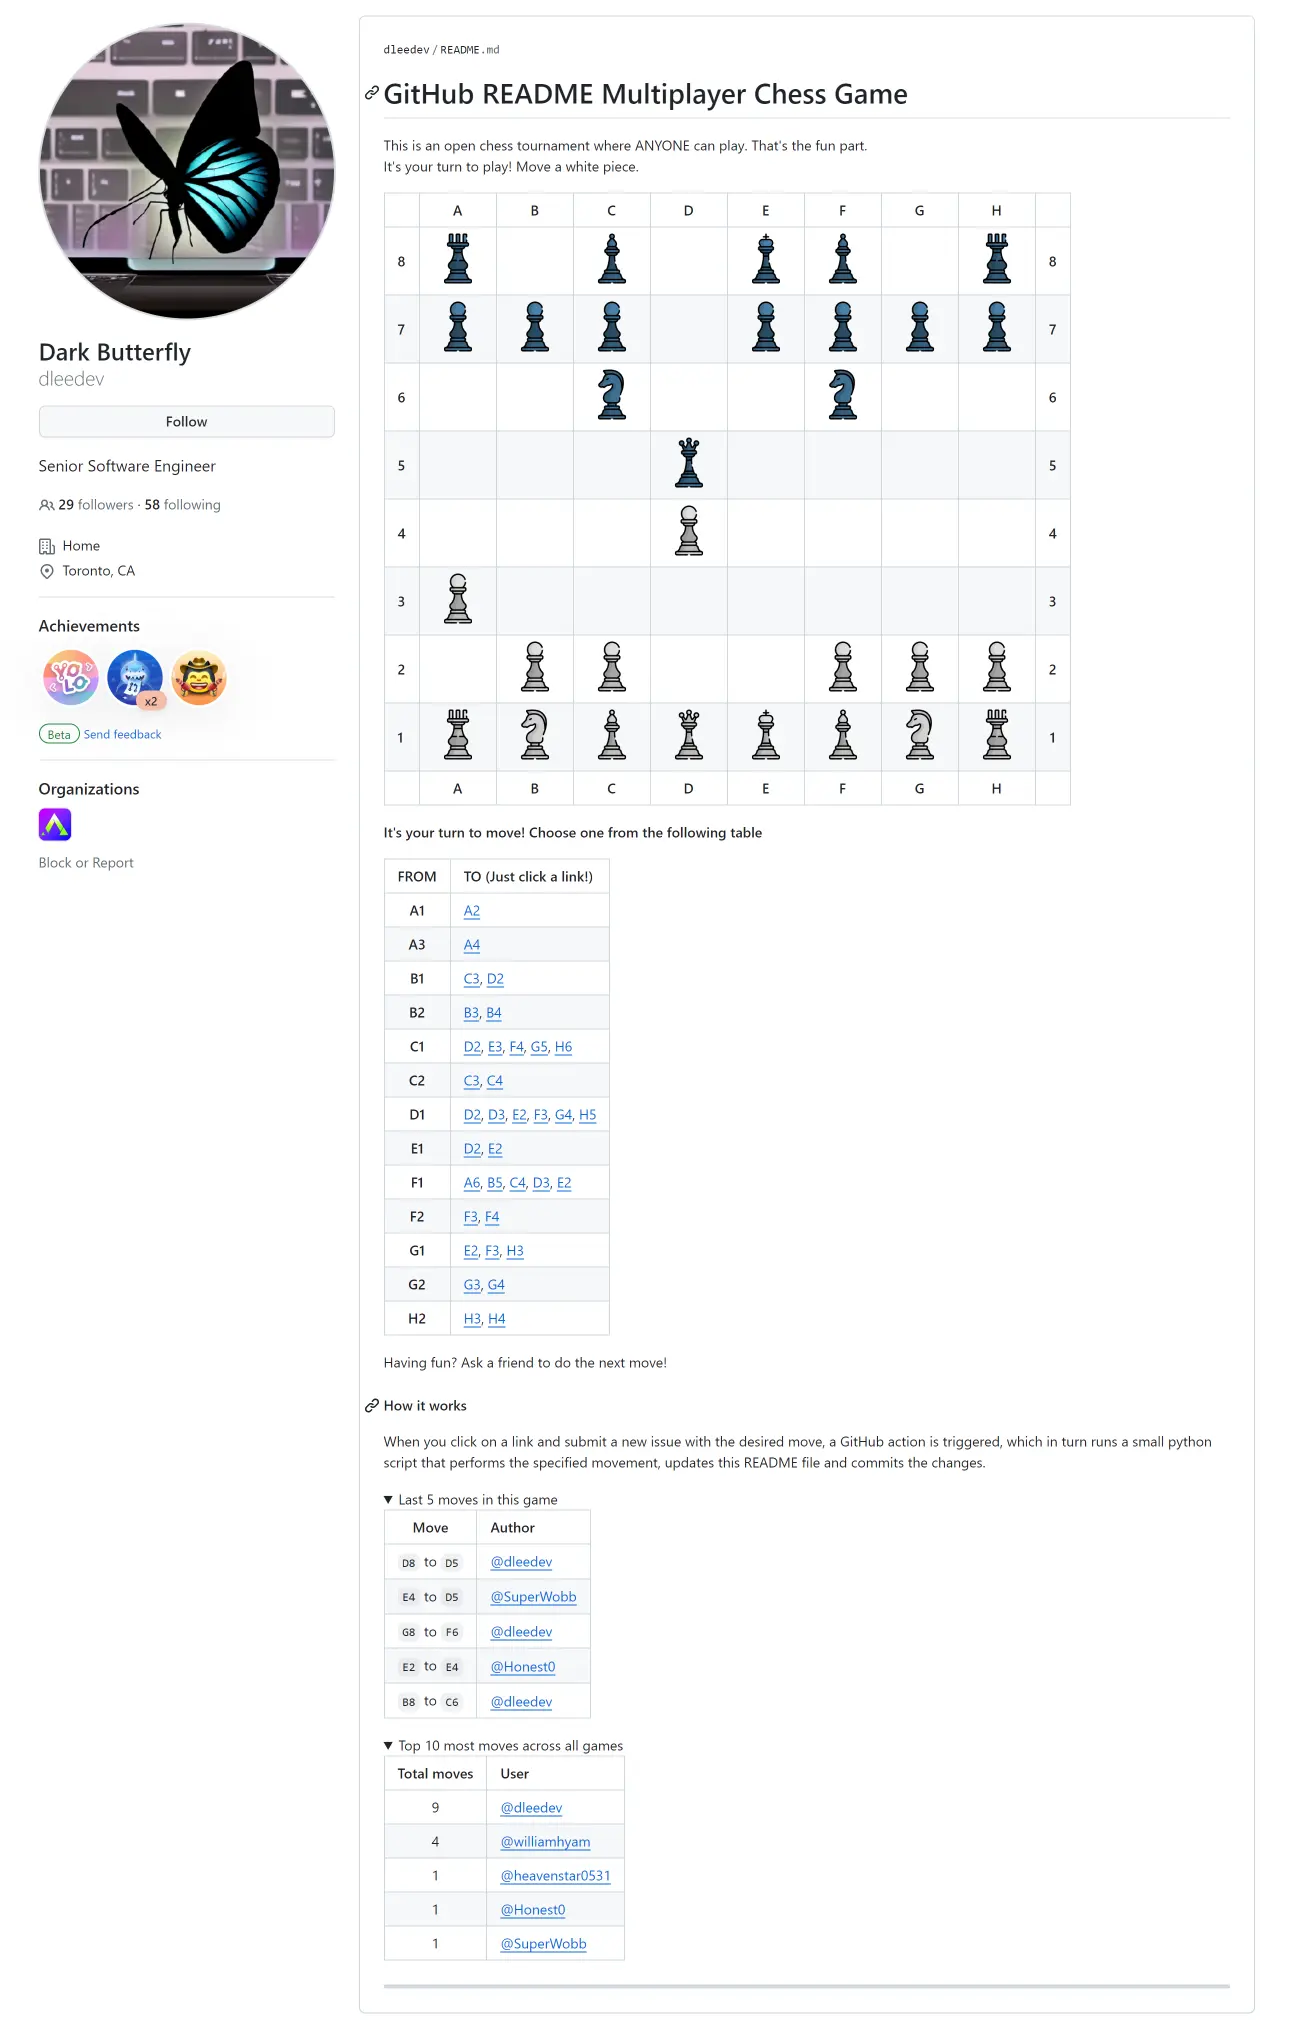 Dark Butterfly
dleedev
Follow
Senior Software Engineer
29 followers · 58 following
Home
Toronto, CA
Achievements
YOLO
x2
Beta Send feedback
Organizations
Block or Report
dleedev / README.md
GitHub README Multiplayer Chess Game
This is an open chess tournament where ANYONE can play. That's the fun part.
It's your turn to play! Move a white piece.
A B C D E F G H
8 8
7 7
6 6
5 5
4 4
3 3
2 2
1 1
A B C D E F G H
It's your turn to move! Choose one from the following table
FROM TO (Just click a link!)
A1 A2
A3 A4
B1 C3, D2
B2 B3, B4
C1 D2, E3, F4, G5, H6
C2 C3, C4
D1 D2, D3, E2, F3, G4, H5
E1 D2, E2
F1 A6, B5, C4, D3, E2
F2 F3, F4
G1 E2, F3, H3
G2 G3, G4
H2 H3, H4
Having fun? Ask a friend to do the next move!
How it works
When you click on a link and submit a new issue with the desired move, a GitHub action is triggered, which in turn runs a small python
script that performs the specified movement, updates this README file and commits the changes.
▼ Last 5 moves in this game
Move Author
D8 to D5 @dleedev
E4 to D5 @SuperWobb
G8 to F6 @dleedev
E2 to E4 @Honest0
B8 to C6 @dleedev
▼ Top 10 most moves across all games
Total moves User
9 @dleedev
4 @williamhyam
1 @heavenstar0531
1 @Honest0
1 @SuperWobb